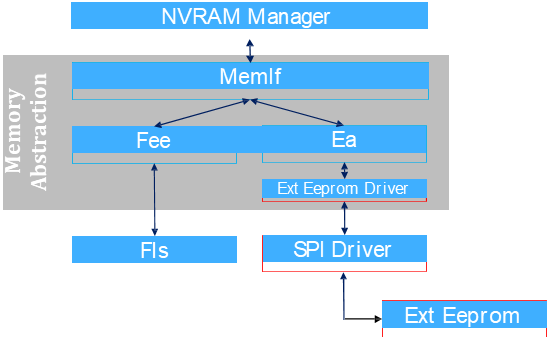 NVRAM Manager
Memory
Abstraction
MemIf
Fee
Ea
Ext Eeprom Driver
Fls
SPI Driver
Ext Eeprom